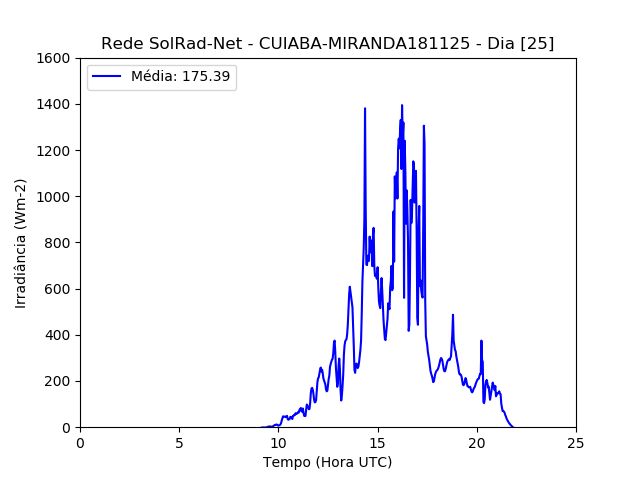 Rede SolRad-Net - CUIABA-MIRANDA181125 - Dia [25]
Média: 175.39
1600
1400
1200
1000
800
600
400
200
0
Irradiância (Wm-2)
0 5 10 15 20 25
Tempo (Hora UTC)